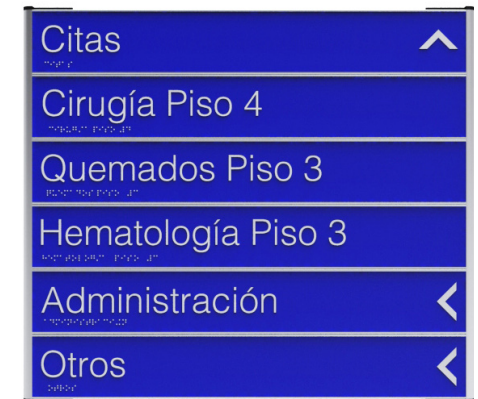 Citas
Cirugía Piso 4
Quemados Piso 3
Hematología Piso 3
Administración
Otros